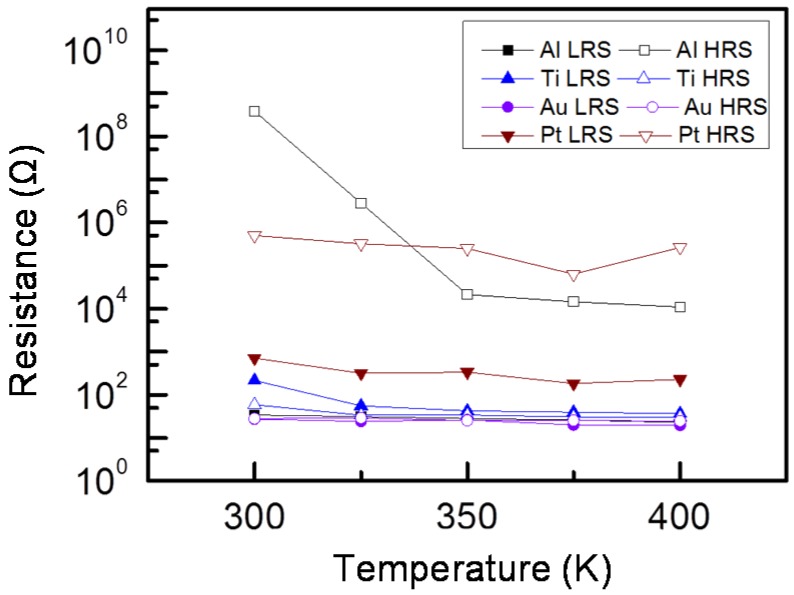 10^10
10^8
10^6
10^4
10^2
10^0
Resistance (Ω)
Al LRS Al HRS
Ti LRS Ti HRS
Au LRS Au HRS
Pt LRS Pt HRS
300 350 400
Temperature (K)